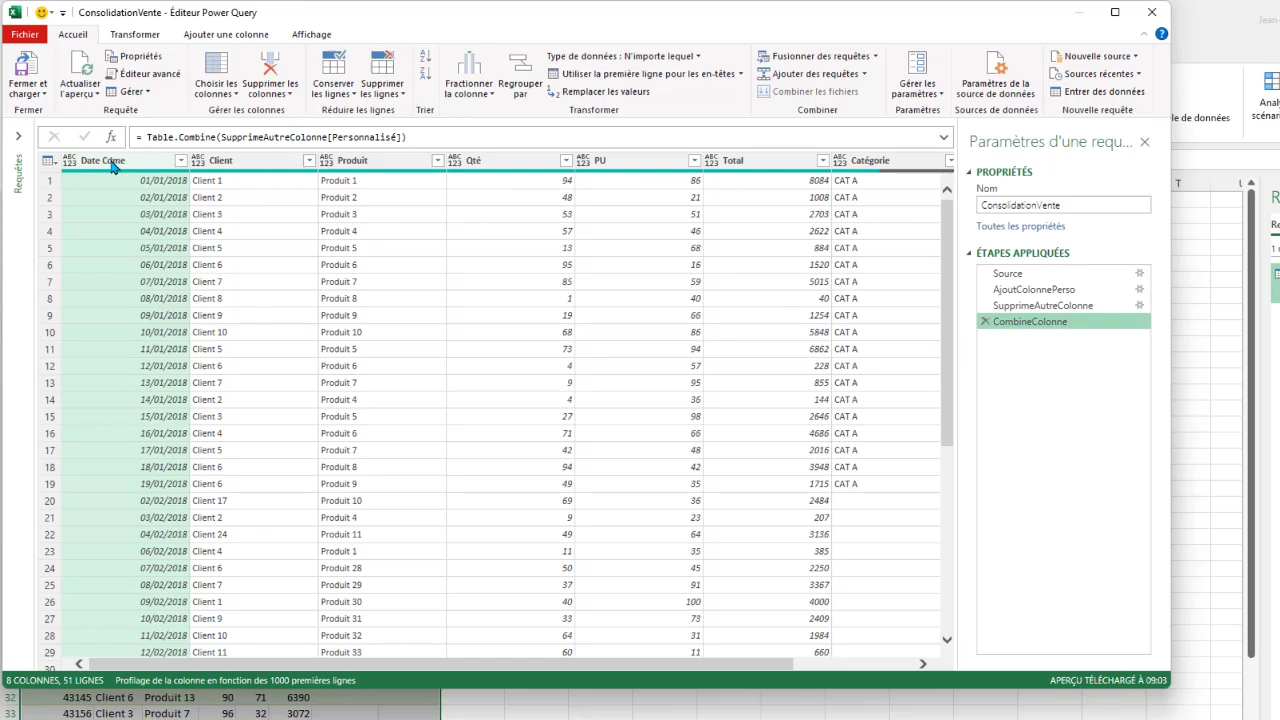 ConsolidationVente - Éditeur Power Query
Fichier Accueil Transformer Ajouter une colonne Affichage
Fermer et charger
Actualiser l'aperçu
Propriétés
Éditeur avancé
Gérer
Choisir les colonnes
Supprimer les colonnes
Conserver les lignes
Supprimer les lignes
Fractionner la colonne
Regrouper par
Type de données : N'importe lequel
Utiliser la première ligne pour les en-têtes
Remplacer les valeurs
Fusionner des requêtes
Ajouter des requêtes
Combiner les fichiers
Gérer les paramètres
Paramètres de la source de données
Nouvelle source
Sources récentes
Entrer des données
Fermer Requête Gérer les colonnes Réduire les lignes Trier Transformer Combiner Paramètres Sources de données Nouvelle requête
fx = Table.Combine(SupprimeAutreColonne[Personnalisé])
Requêtes
ABC 123 Date Cdme ABC 123 Client ABC 123 Produit ABC 123 Qté ABC 123 PU ABC 123 Total ABC 123 Catégorie
1 01/01/2018 Client 1 Produit 1 94 86 8084 CAT A
2 02/01/2018 Client 2 Produit 2 48 21 1008 CAT A
3 03/01/2018 Client 3 Produit 3 53 51 2703 CAT A
4 04/01/2018 Client 4 Produit 4 57 46 2622 CAT A
5 05/01/2018 Client 5 Produit 5 13 68 884 CAT A
6 06/01/2018 Client 6 Produit 6 95 16 1520 CAT A
7 07/01/2018 Client 7 Produit 7 85 59 5015 CAT A
8 08/01/2018 Client 8 Produit 8 1 40 40 CAT A
9 09/01/2018 Client 9 Produit 9 19 66 1254 CAT A
10 10/01/2018 Client 10 Produit 10 68 86 5848 CAT A
11 11/01/2018 Client 5 Produit 5 73 94 6862 CAT A
12 12/01/2018 Client 6 Produit 6 4 57 228 CAT A
13 13/01/2018 Client 7 Produit 7 9 95 855 CAT A
14 14/01/2018 Client 2 Produit 4 4 36 144 CAT A
15 15/01/2018 Client 3 Produit 5 27 98 2646 CAT A
16 16/01/2018 Client 4 Produit 6 71 66 4686 CAT A
17 17/01/2018 Client 5 Produit 7 42 48 2016 CAT A
18 18/01/2018 Client 6 Produit 8 94 42 3948 CAT A
19 19/01/2018 Client 6 Produit 9 49 35 1715 CAT A
20 02/02/2018 Client 17 Produit 10 69 36 2484
21 03/02/2018 Client 2 Produit 4 9 23 207
22 04/02/2018 Client 24 Produit 11 49 64 3136
23 06/02/2018 Client 4 Produit 1 11 35 385
24 07/02/2018 Client 6 Produit 28 50 45 2250
25 08/02/2018 Client 7 Produit 29 37 91 3367
26 09/02/2018 Client 1 Produit 30 40 100 4000
27 10/02/2018 Client 9 Produit 31 33 73 2409
28 11/02/2018 Client 10 Produit 32 64 31 1984
29 12/02/2018 Client 11 Produit 33 60 11 660
30
Paramètres d'une requ...
PROPRIÉTÉS
Nom
ConsolidationVente
Toutes les propriétés
ÉTAPES APPLIQUÉES
Source
AjoutColonnePerso
SupprimeAutreColonne
CombineColonne
8 COLONNES, 51 LIGNES Profilage de la colonne en fonction des 1000 premières lignes APERÇU TÉLÉCHARGÉ À 09:03
32 43145 Client 6 Produit 13 90 71 6390
33 43156 Client 3 Produit 7 96 32 3072
Jean-
Analy
scénari
le de données
T U
R
Re
1 r